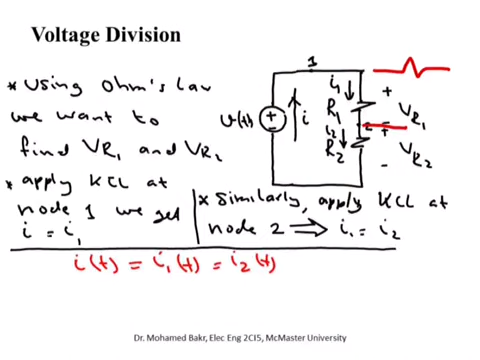 Voltage Division
* Using Ohm's Law
we want to
find VR1 and VR2
* apply KCL at
node 1 we get
i = i1
* Similarly, apply KCL at
node 2 ⇒ i1 = i2
i(t) = i1(t) = i2(t)
1
i1
+
R1
VR1
v(t)
+
-
i
2
-
+
i2
R2
VR2
-
Dr. Mohamed Bakr, Elec Eng 2CI5, McMaster University